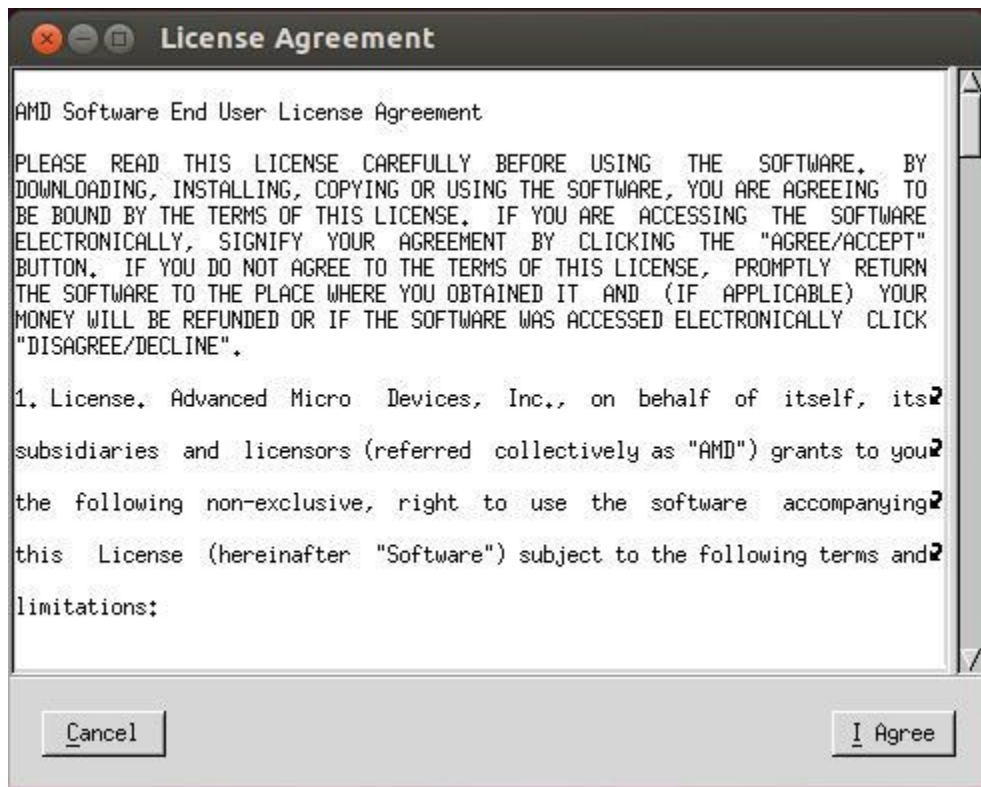 License Agreement
AMD Software End User License Agreement
PLEASE READ THIS LICENSE CAREFULLY BEFORE USING THE SOFTWARE. BY
DOWNLOADING, INSTALLING, COPYING OR USING THE SOFTWARE, YOU ARE AGREEING TO
BE BOUND BY THE TERMS OF THIS LICENSE. IF YOU ARE ACCESSING THE SOFTWARE
ELECTRONICALLY, SIGNIFY YOUR AGREEMENT BY CLICKING THE "AGREE/ACCEPT"
BUTTON. IF YOU DO NOT AGREE TO THE TERMS OF THIS LICENSE, PROMPTLY RETURN
THE SOFTWARE TO THE PLACE WHERE YOU OBTAINED IT AND (IF APPLICABLE) YOUR
MONEY WILL BE REFUNDED OR IF THE SOFTWARE WAS ACCESSED ELECTRONICALLY CLICK
"DISAGREE/DECLINE".
1. License. Advanced Micro Devices, Inc., on behalf of itself, its
subsidiaries and licensors (referred collectively as "AMD") grants to you
the following non-exclusive, right to use the software accompanying
this License (hereinafter "Software") subject to the following terms and
limitations:
Cancel
I Agree